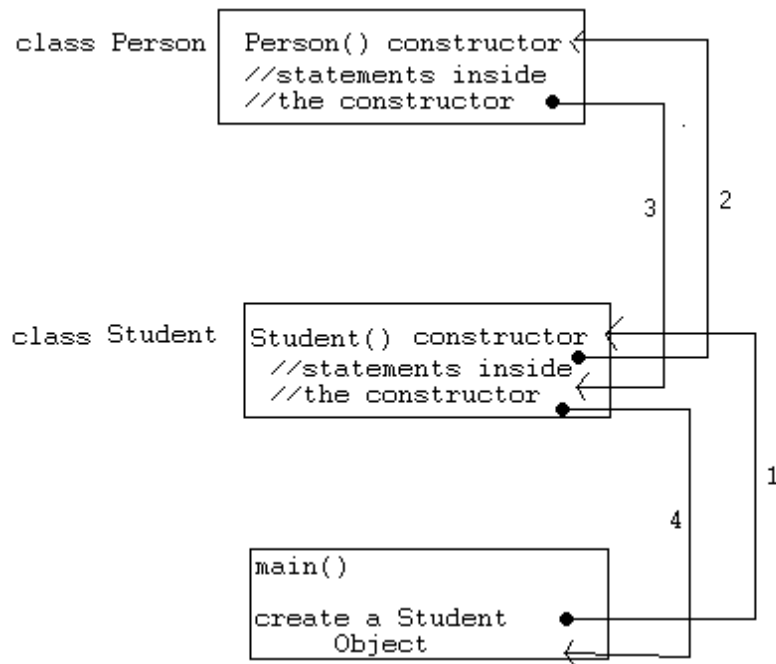 class Person
Person() constructor
//statements inside
//the constructor
3
2
class Student
Student() constructor
//statements inside
//the constructor
1
4
main()
create a Student
Object